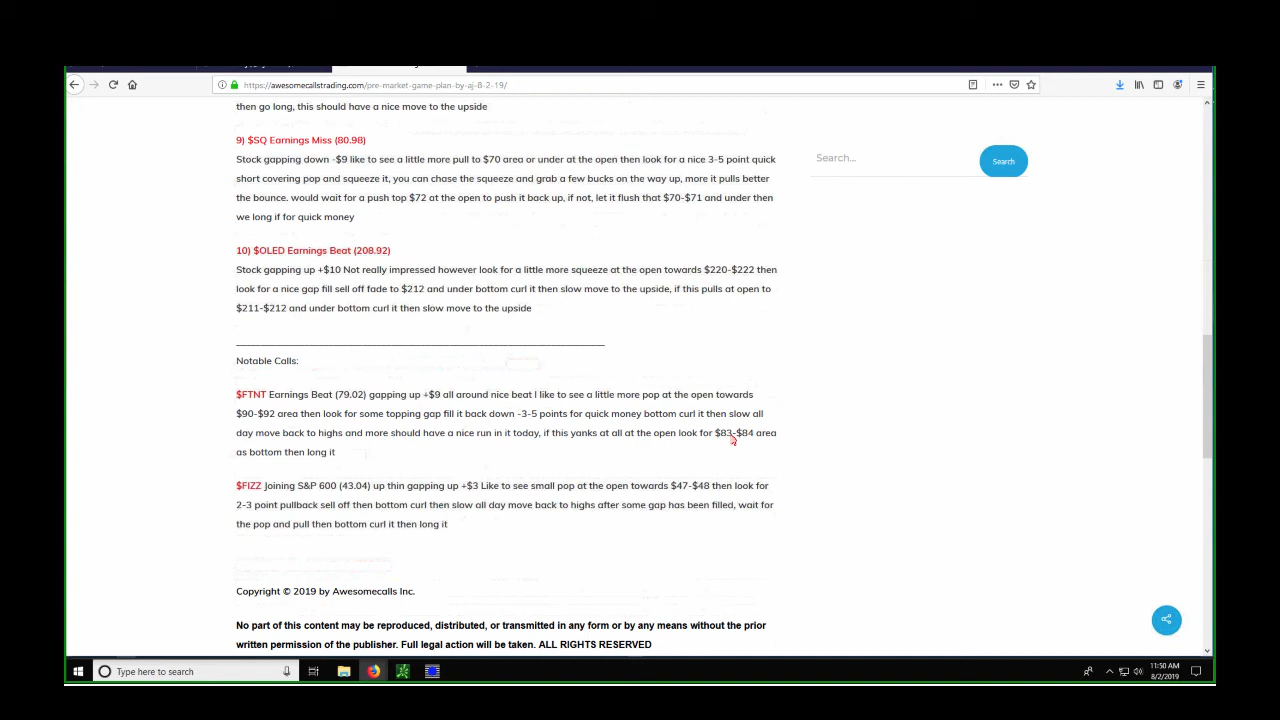 https://awesomecallstrading.com/pre-market-game-plan-by-aj-8-2-19/
then go long, this should have a nice move to the upside
9) $SQ Earnings Miss (80.98)
Stock gapping down -$9 like to see a little more pull to $70 area or under at the open then look for a nice 3-5 point quick
short covering pop and squeeze it, you can chase the squeeze and grab a few bucks on the way up, more it pulls better
the bounce. would wait for a push top $72 at the open to push it back up, if not, let it flush that $70-$71 and under then
we long if for quick money
10) $OLED Earnings Beat (208.92)
Stock gapping up +$10 Not really impressed however look for a little more squeeze at the open towards $220-$222 then
look for a nice gap fill sell off fade to $212 and under bottom curl it then slow move to the upside, if this pulls at open to
$211-$212 and under bottom curl it then slow move to the upside
Notable Calls:
$FTNT Earnings Beat (79.02) gapping up +$9 all around nice beat I like to see a little more pop at the open towards
$90-$92 area then look for some topping gap fill it back down -3-5 points for quick money bottom curl it then slow all
day move back to highs and more should have a nice run in it today, if this yanks at all at the open look for $83-$84 area
as bottom then long it
$FIZZ Joining S&P 600 (43.04) up thin gapping up +$3 Like to see small pop at the open towards $47-$48 then look for
2-3 point pullback sell off then bottom curl then slow all day move back to highs after some gap has been filled, wait for
the pop and pull then bottom curl it then long it
Copyright © 2019 by Awesomecalls Inc.
No part of this content may be reproduced, distributed, or transmitted in any form or by any means without the prior
written permission of the publisher. Full legal action will be taken. ALL RIGHTS RESERVED
Search...
Search
Type here to search
11:50 AM
8/2/2019